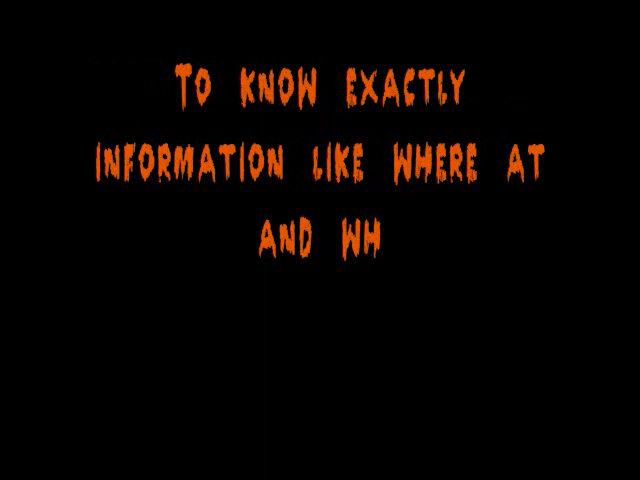 TO KNOW EXACTLY
INFORMATION LIKE WHERE AT
AND WH